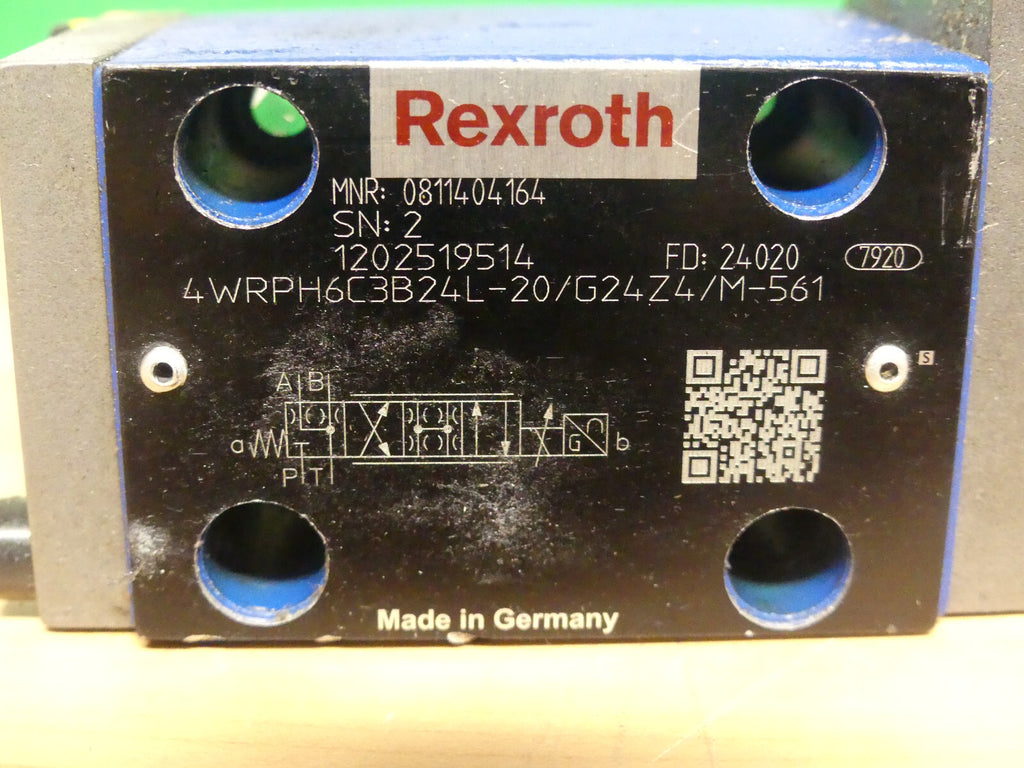 Rexroth
MNR: 0811404164
SN: 2
1202519514 FD: 24020 7920
4WRPH6C3B24L-20/G24Z4/M-561
S
A B
a T G b
P T
Made in Germany